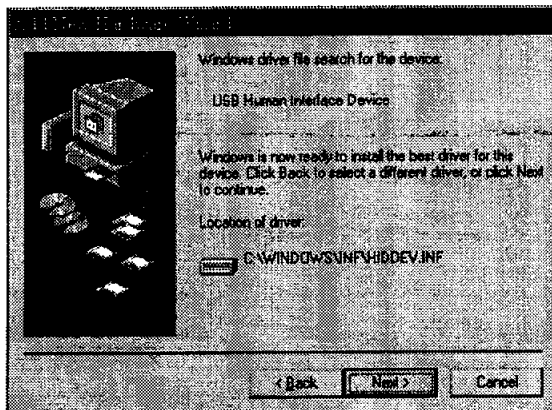 Windows driver file search for the device:
USB Human Interface Device
Windows is now ready to install the best driver for this
device. Click Back to select a different driver, or click Next
to continue.
Location of driver:
C:\WINDOWS\INF\HIDDEV.INF
< Back
Next >
Cancel